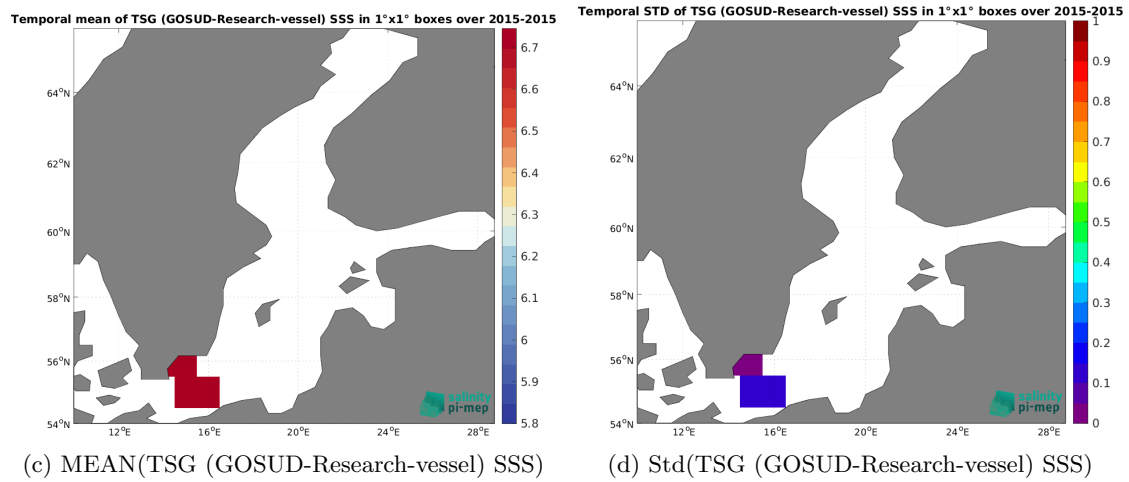 Temporal mean of TSG (GOSUD-Research-vessel) SSS in 1°x1° boxes over 2015-2015
64°N
62°N
60°N
58°N
56°N
54°N
12°E
16°E
20°E
24°E
28°E
6.7
6.6
6.5
6.4
6.3
6.2
6.1
6
5.9
5.8
salinity
pi-mep
(c) MEAN(TSG (GOSUD-Research-vessel) SSS)
Temporal STD of TSG (GOSUD-Research-vessel) SSS in 1°x1° boxes over 2015-2015
64°N
62°N
60°N
58°N
56°N
54°N
12°E
16°E
20°E
24°E
28°E
1
0.9
0.8
0.7
0.6
0.5
0.4
0.3
0.2
0.1
0
salinity
pi-mep
(d) Std(TSG (GOSUD-Research-vessel) SSS)